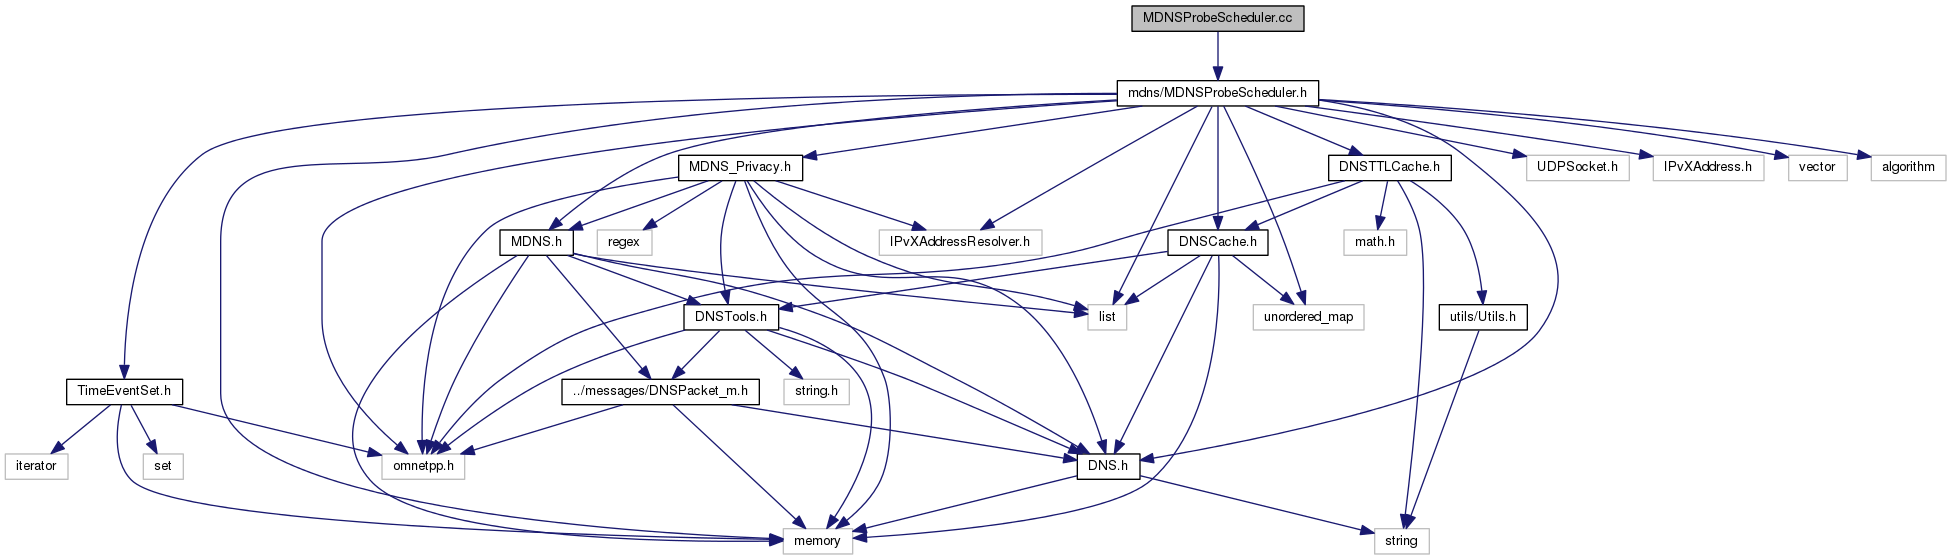 MDNSProbeScheduler.cc
mdns/MDNSProbeScheduler.h
MDNS_Privacy.h
DNSTTLCache.h
UDPSocket.h
IPvXAddress.h
vector
algorithm
MDNS.h
regex
IPvXAddressResolver.h
DNSCache.h
math.h
DNSTools.h
list
unordered_map
utils/Utils.h
TimeEventSet.h
../messages/DNSPacket_m.h
string.h
iterator
set
omnetpp.h
DNS.h
memory
string